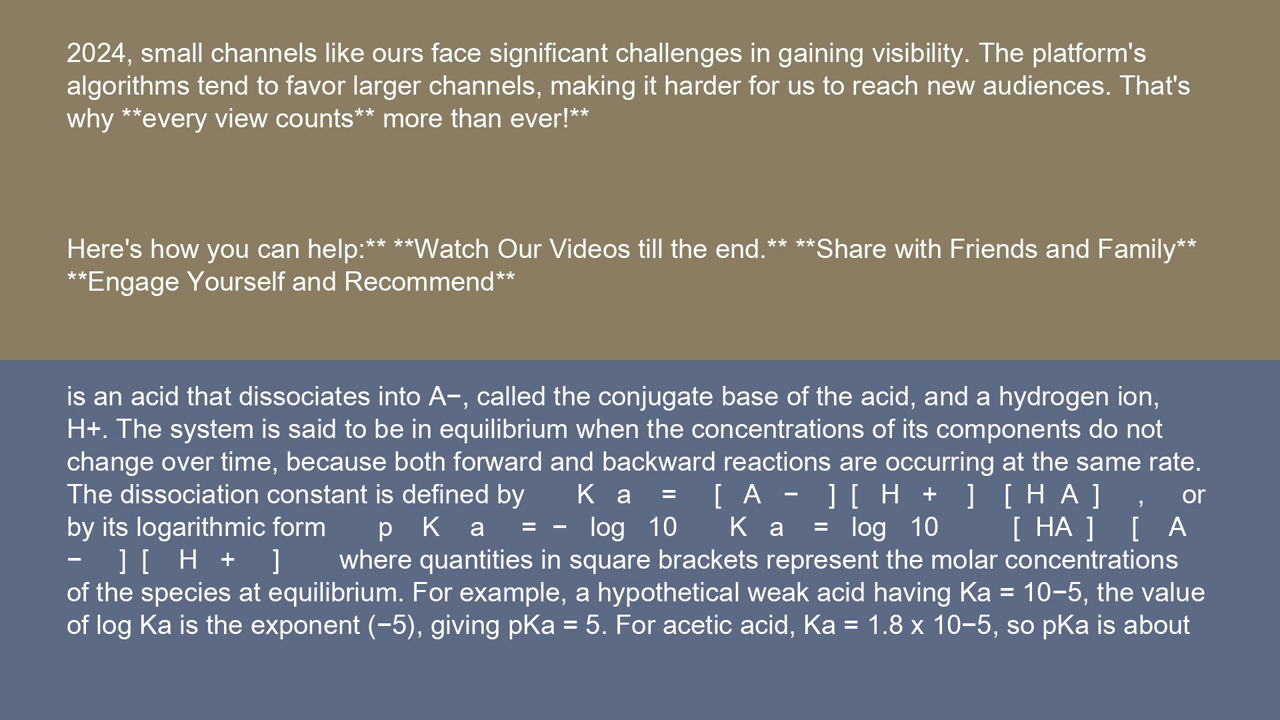 2024, small channels like ours face significant challenges in gaining visibility. The platform's
algorithms tend to favor larger channels, making it harder for us to reach new audiences. That's
why **every view counts** more than ever!**
Here's how you can help:** **Watch Our Videos till the end.** **Share with Friends and Family**
**Engage Yourself and Recommend**
is an acid that dissociates into A−, called the conjugate base of the acid, and a hydrogen ion,
H+. The system is said to be in equilibrium when the concentrations of its components do not
change over time, because both forward and backward reactions are occurring at the same rate.
The dissociation constant is defined by K a = [ A − ] [ H + ] [ H A ] , or
by its logarithmic form p K a = − log 10 K a = log 10 [ HA ] [ A
− ] [ H + ] where quantities in square brackets represent the molar concentrations
of the species at equilibrium. For example, a hypothetical weak acid having Ka = 10−5, the value
of log Ka is the exponent (−5), giving pKa = 5. For acetic acid, Ka = 1.8 x 10−5, so pKa is about